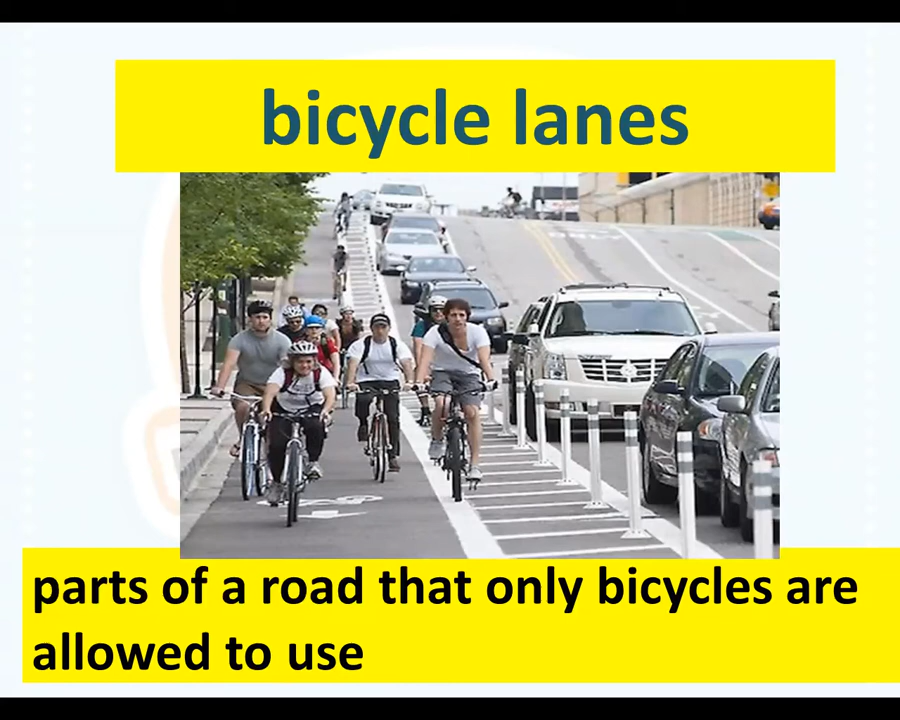 bicycle lanes
parts of a road that only bicycles are
allowed to use